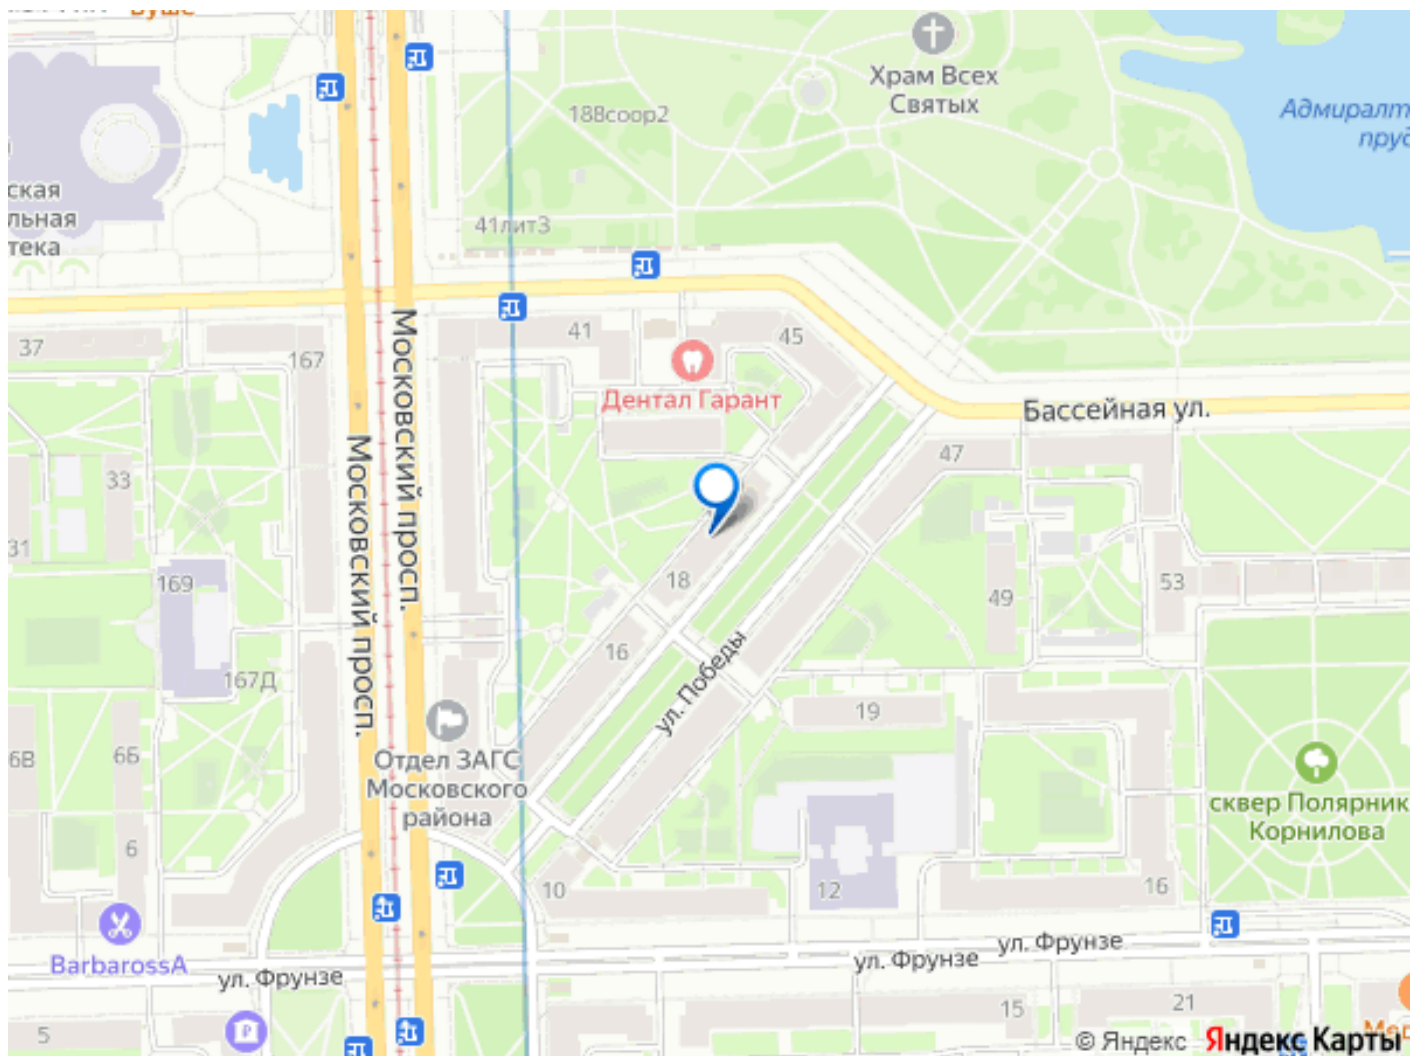 Буше
Храм Всех
Святых
188соор2
Адмиралт
пруд
ская
льная
тека
41лит3
37
167
41
45
Дентал Гарант
Московский просп.
Московский просп.
Бассейная ул.
33
47
31
169
18
49
53
16
ул. Победы
167Д
19
6В
6Б
Отдел ЗАГС
Московского
района
сквер Полярник
Корнилова
6
10
12
16
BarbarossA
ул. Фрунзе
ул. Фрунзе
ул. Фрунзе
5
15
21
© Яндекс
Яндекс Карты